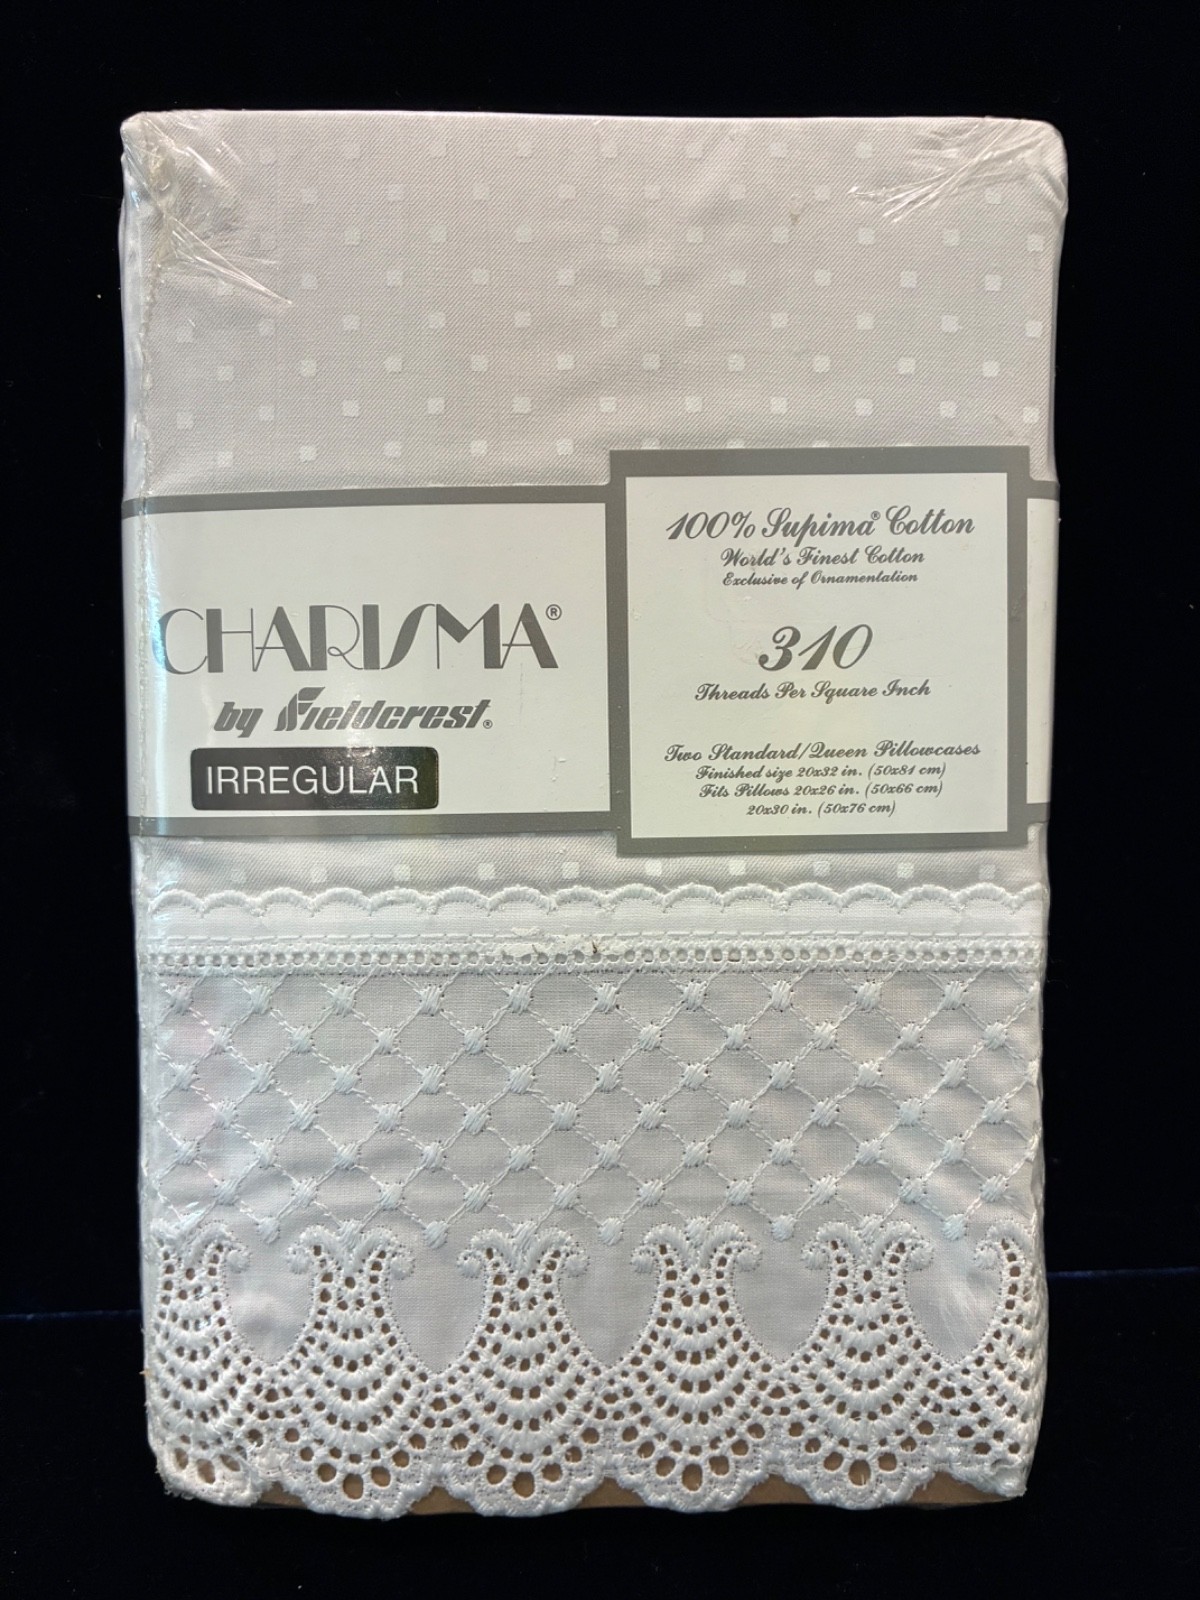 CHARISMA®
by Fieldcrest®
IRREGULAR
100% Supima® Cotton
World's Finest Cotton
Exclusive of Ornamentation
310
Threads Per Square Inch
Two Standard/Queen Pillowcases
Finished size 20x32 in. (50x81 cm)
Fits Pillows 20x26 in. (50x66 cm)
20x30 in. (50x76 cm)